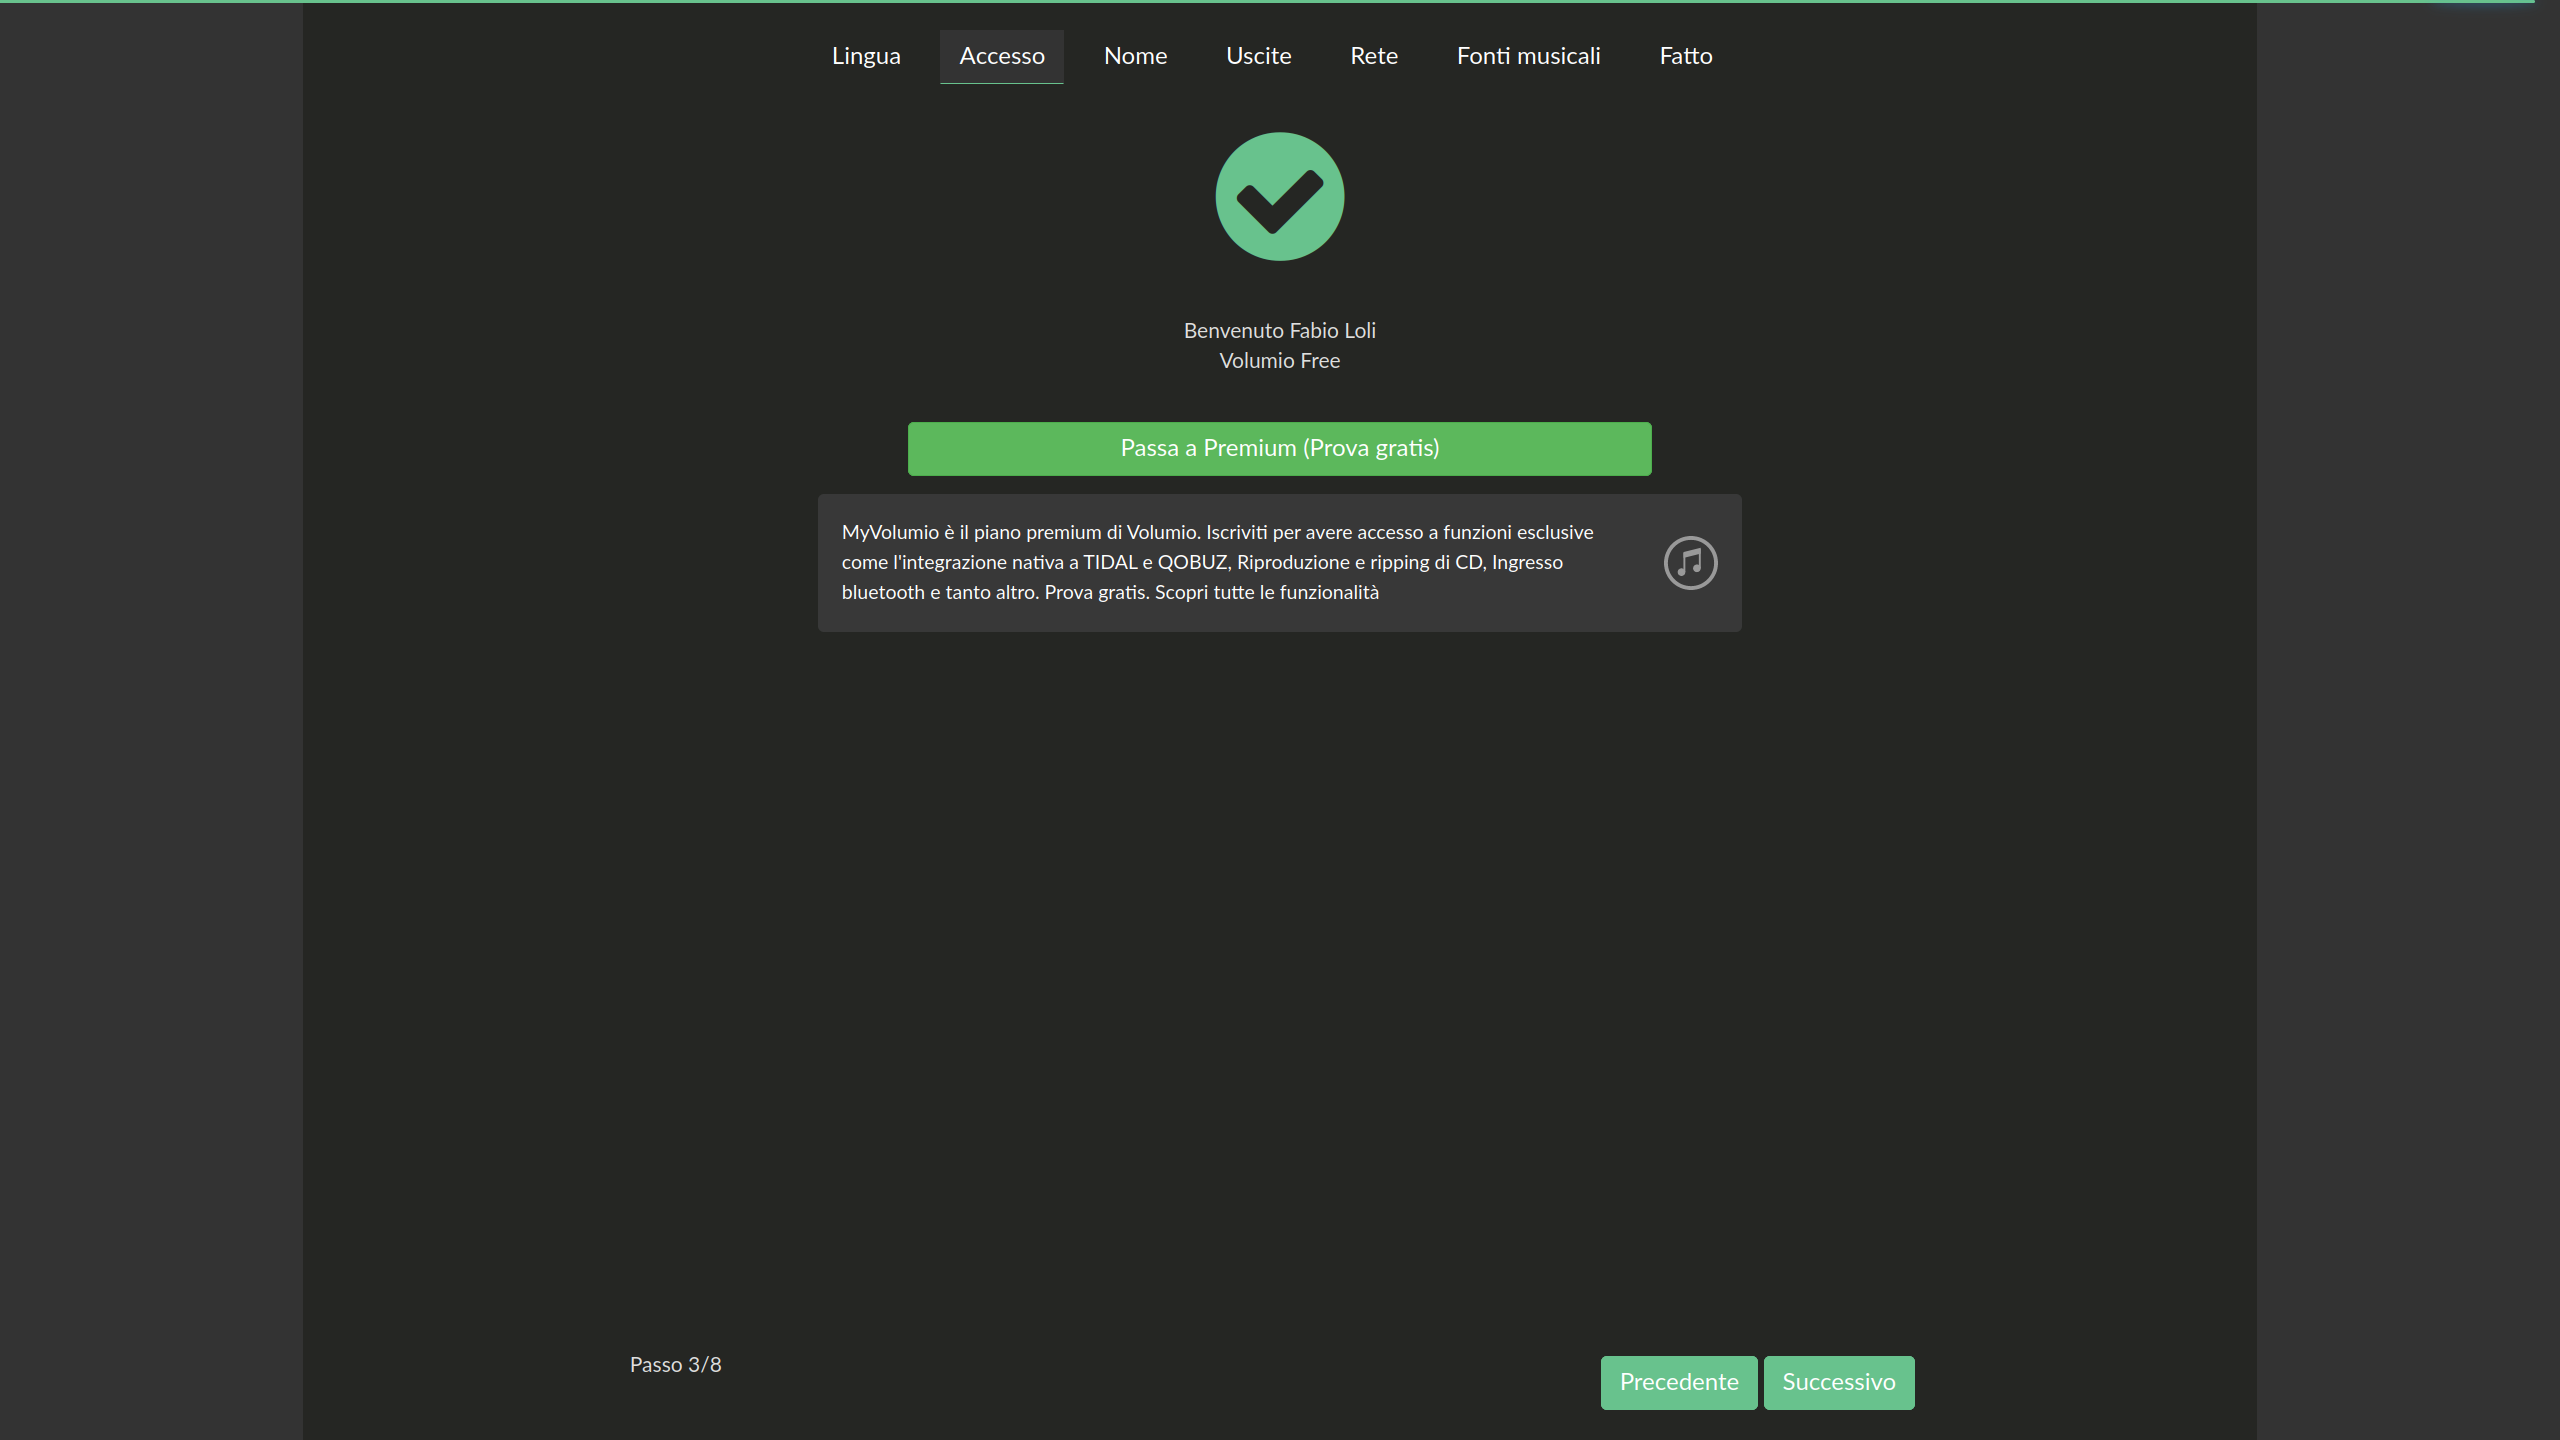 Lingua Accesso Nome Uscite Rete Fonti musicali Fatto
Benvenuto Fabio Loli
Volumio Free
Passa a Premium (Prova gratis)
MyVolumio è il piano premium di Volumio. Iscriviti per avere accesso a funzioni esclusive
come l'integrazione nativa a TIDAL e QOBUZ, Riproduzione e ripping di CD, Ingresso
bluetooth e tanto altro. Prova gratis. Scopri tutte le funzionalità
Passo 3/8
Precedente Successivo